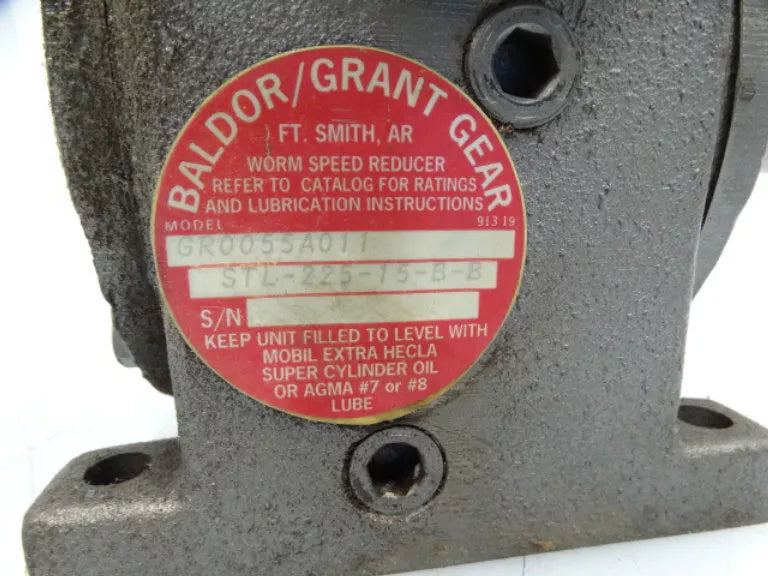 BALDOR/GRANT GEAR
FT. SMITH, AR
WORM SPEED REDUCER
REFER TO CATALOG FOR RATINGS
AND LUBRICATION INSTRUCTIONS
MODEL 91319
GR0055A011
STL-225-15-B-B
S/N
KEEP UNIT FILLED TO LEVEL WITH
MOBIL EXTRA HECLA
SUPER CYLINDER OIL
OR AGMA #7 or #8
LUBE